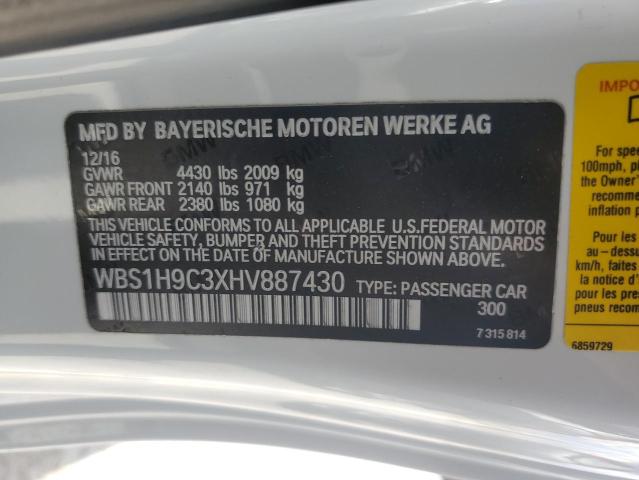 MFD BY BAYERISCHE MOTOREN WERKE AG
12/16
GVWR 4430 lbs 2009 kg
GAWR FRONT 2140 lbs 971 kg
GAWR REAR 2380 lbs 1080 kg
THIS VEHICLE CONFORMS TO ALL APPLICABLE U.S.FEDERAL MOTOR
VEHICLE SAFETY, BUMPER AND THEFT PREVENTION STANDARDS
IN EFFECT ON THE DATE OF MANUFACTURE SHOWN ABOVE.
WBS1H9C3XHV887430 TYPE: PASSENGER CAR
300
7 315 814
IMPO
For spee
100mph, pl
the Owner'
recomme
inflation p
Pour les
au-dessu
km/h, faites
la notice d'
pour les
pneus recom
6859729